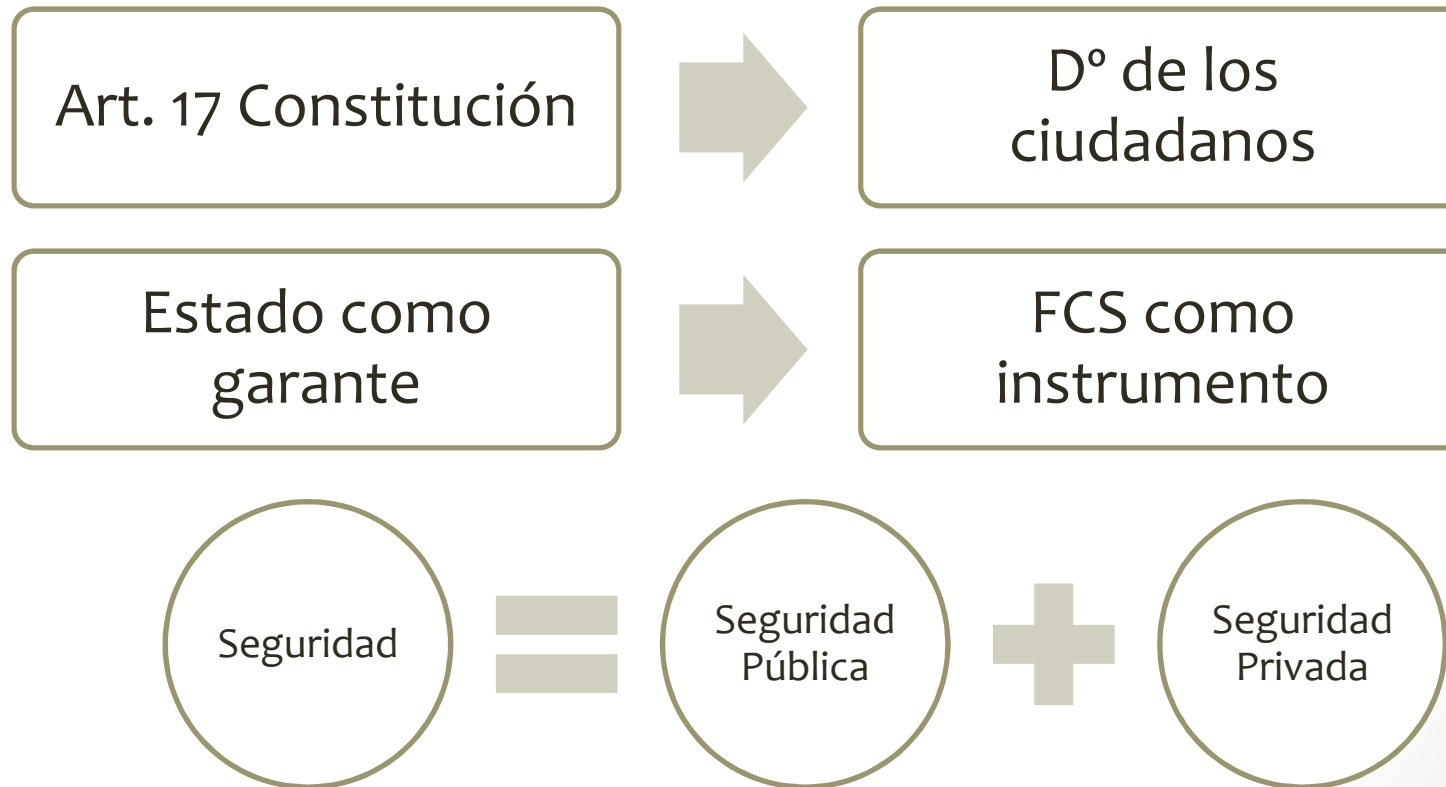 Art. 17 Constitución
Dº de los
ciudadanos
Estado como
garante
FCS como
instrumento
Seguridad
Seguridad
Pública
Seguridad
Privada